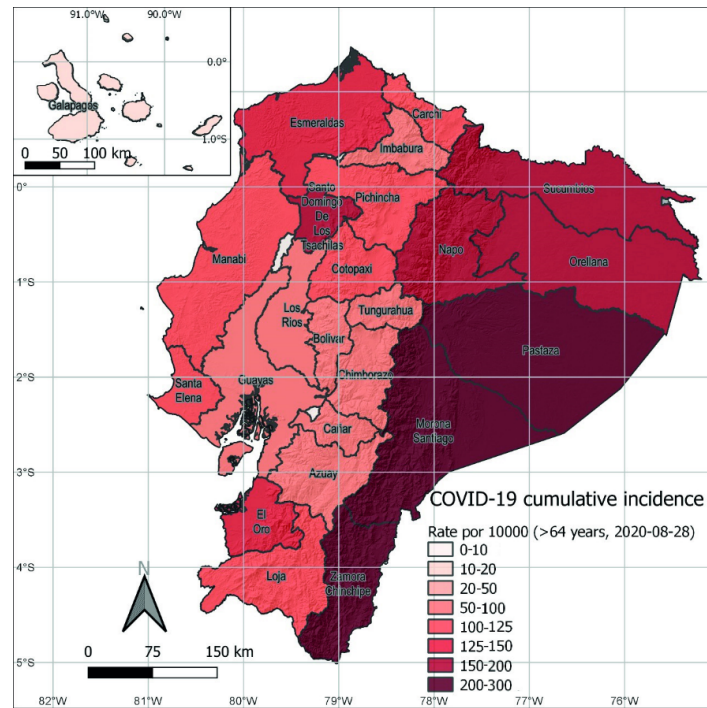 91.0°W 90.0°W
0.0°
Galapagos
1.0°S
0 50 100 km
Esmeraldas
Carchi
Imbabura
0°
Santo
Domingo
De Los
Tsachilas
Pichincha
Sucumbios
Manabi
Cotopaxi
Napo
Orellana
1°S
Los
Rios
Tungurahua
Bolivar
Pastaza
2°S
Santa
Elena
Guayas
Chimborazo
Morona
Santiago
Cañar
3°S
Azuay
El
Oro
Loja
Zamora
Chinchipe
4°S
N
0 75 150 km
5°S
COVID-19 cumulative incidence
Rate por 10000 (>64 years, 2020-08-28)
0-10
10-20
20-50
50-100
100-125
125-150
150-200
200-300
82°W 81°W 80°W 79°W 78°W 77°W 76°W